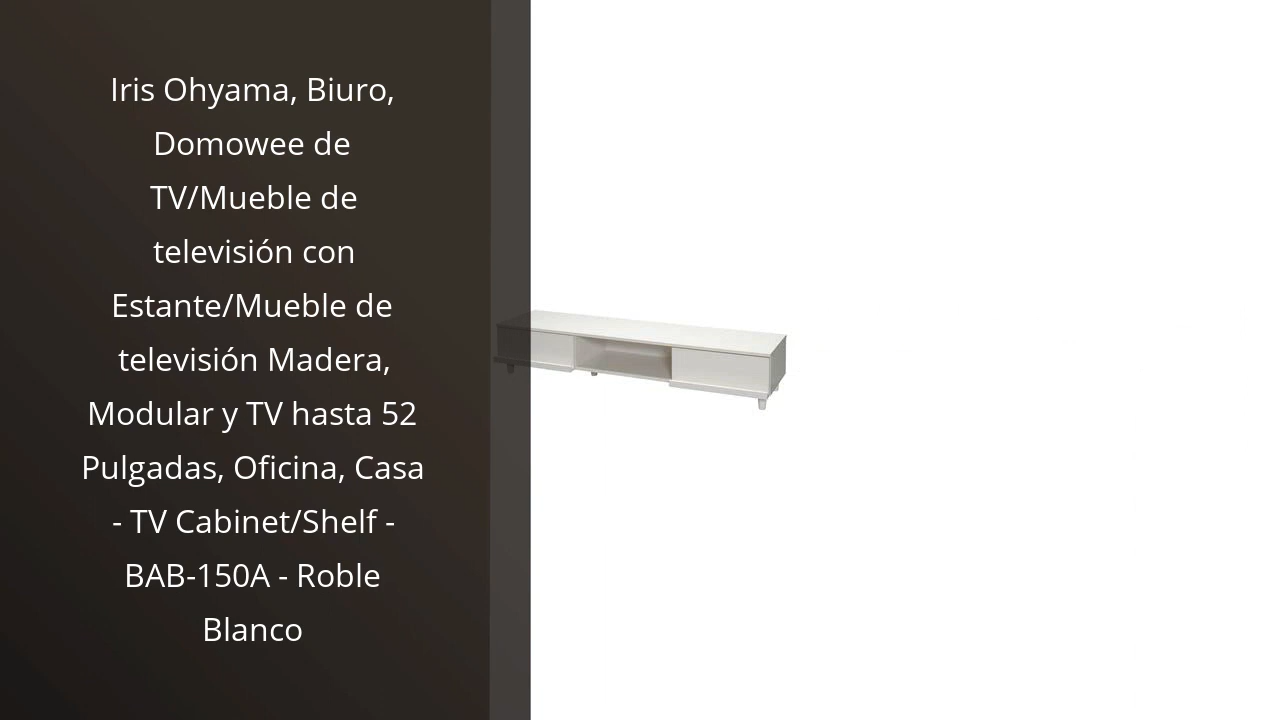 Iris Ohyama, Biuro,
Domowee de
TV/Mueble de
televisión con
Estante/Mueble de
televisión Madera,
Modular y TV hasta 52
Pulgadas, Oficina, Casa
- TV Cabinet/Shelf -
BAB-150A - Roble
Blanco